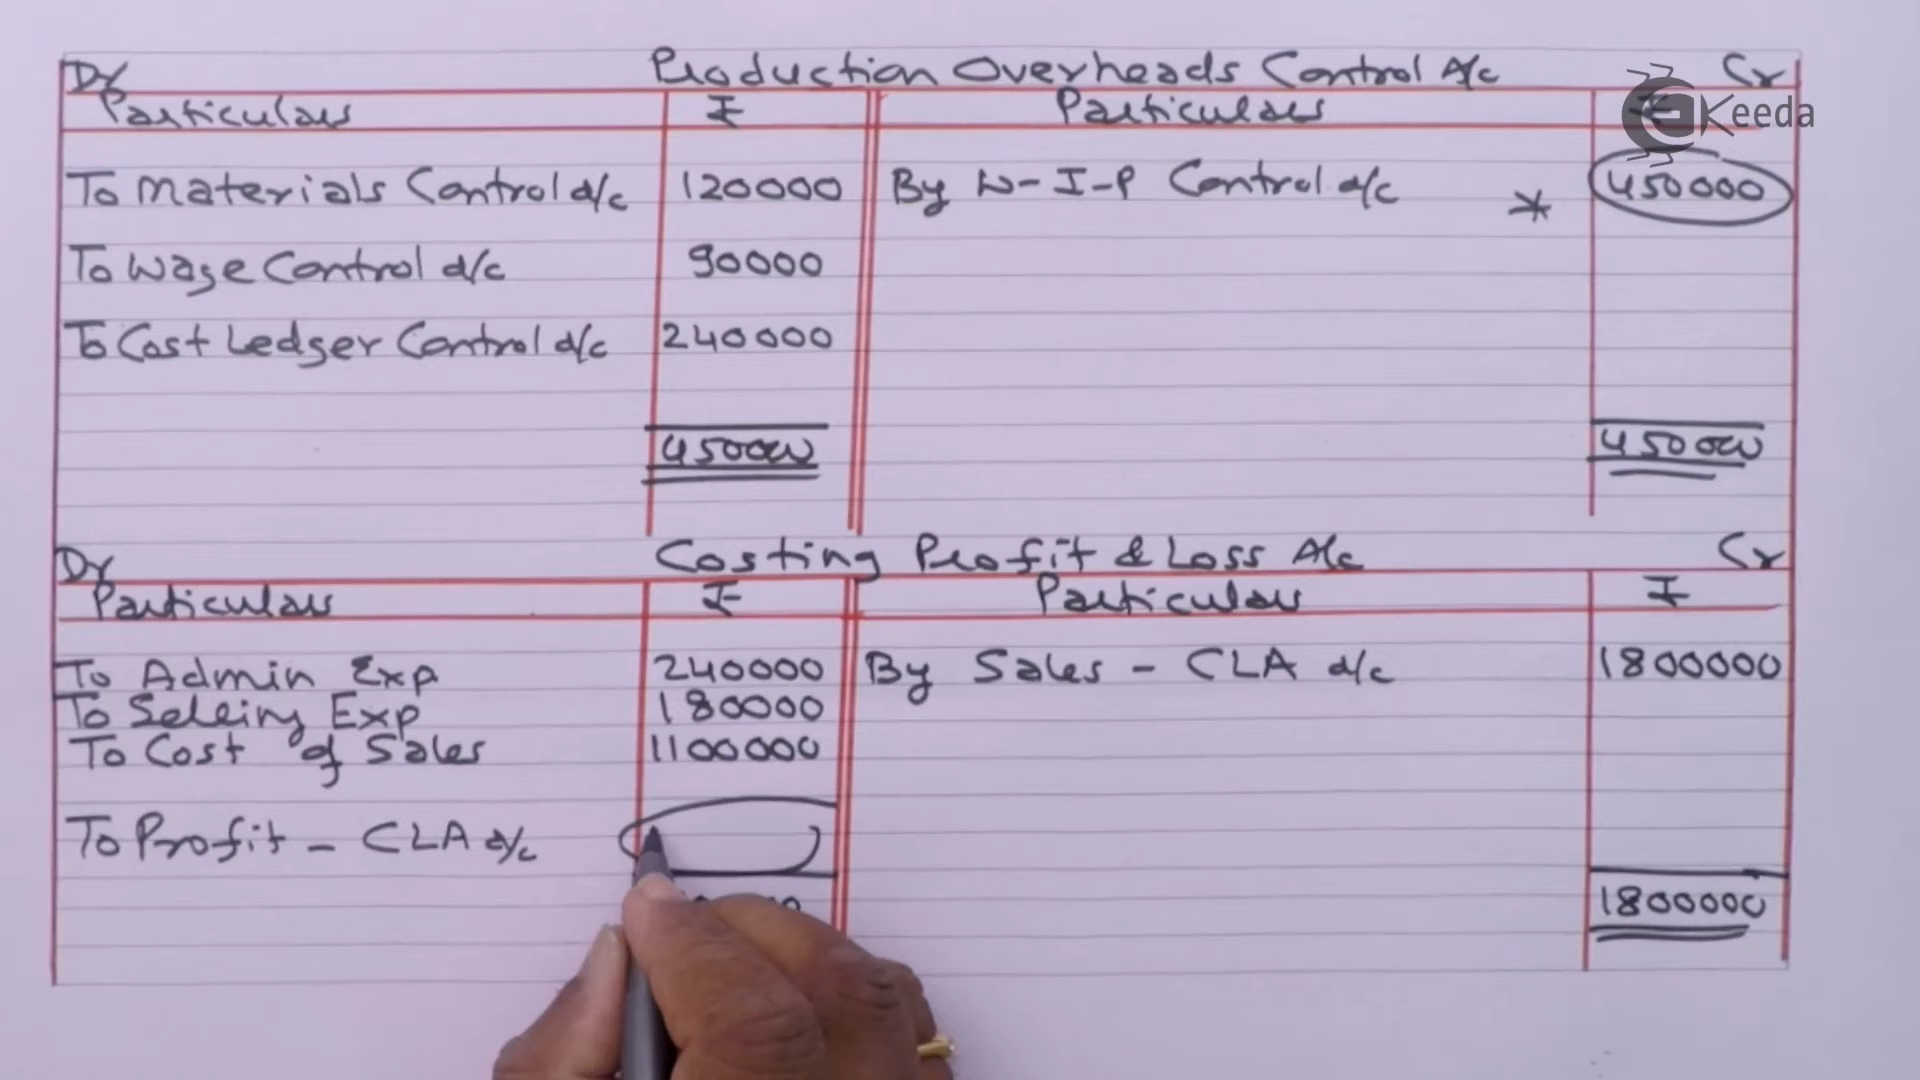 Dr Production Overheads Control A/c Cr
Particulars ₹ Particulars ₹
Keeda
To Materials Control a/c 120000 By W-I-P Control a/c * 450000
To Wage Control a/c 90000
To Cost Ledger Control a/c 240000
450000 450000
Dr Costing Profit & Loss A/c Cr
Particulars ₹ Particulars ₹
To Admin Exp 240000 By Sales - CLA a/c 1800000
To Selling Exp 180000
To Cost of Sales 1100000
To Profit - CLA a/c
1800000